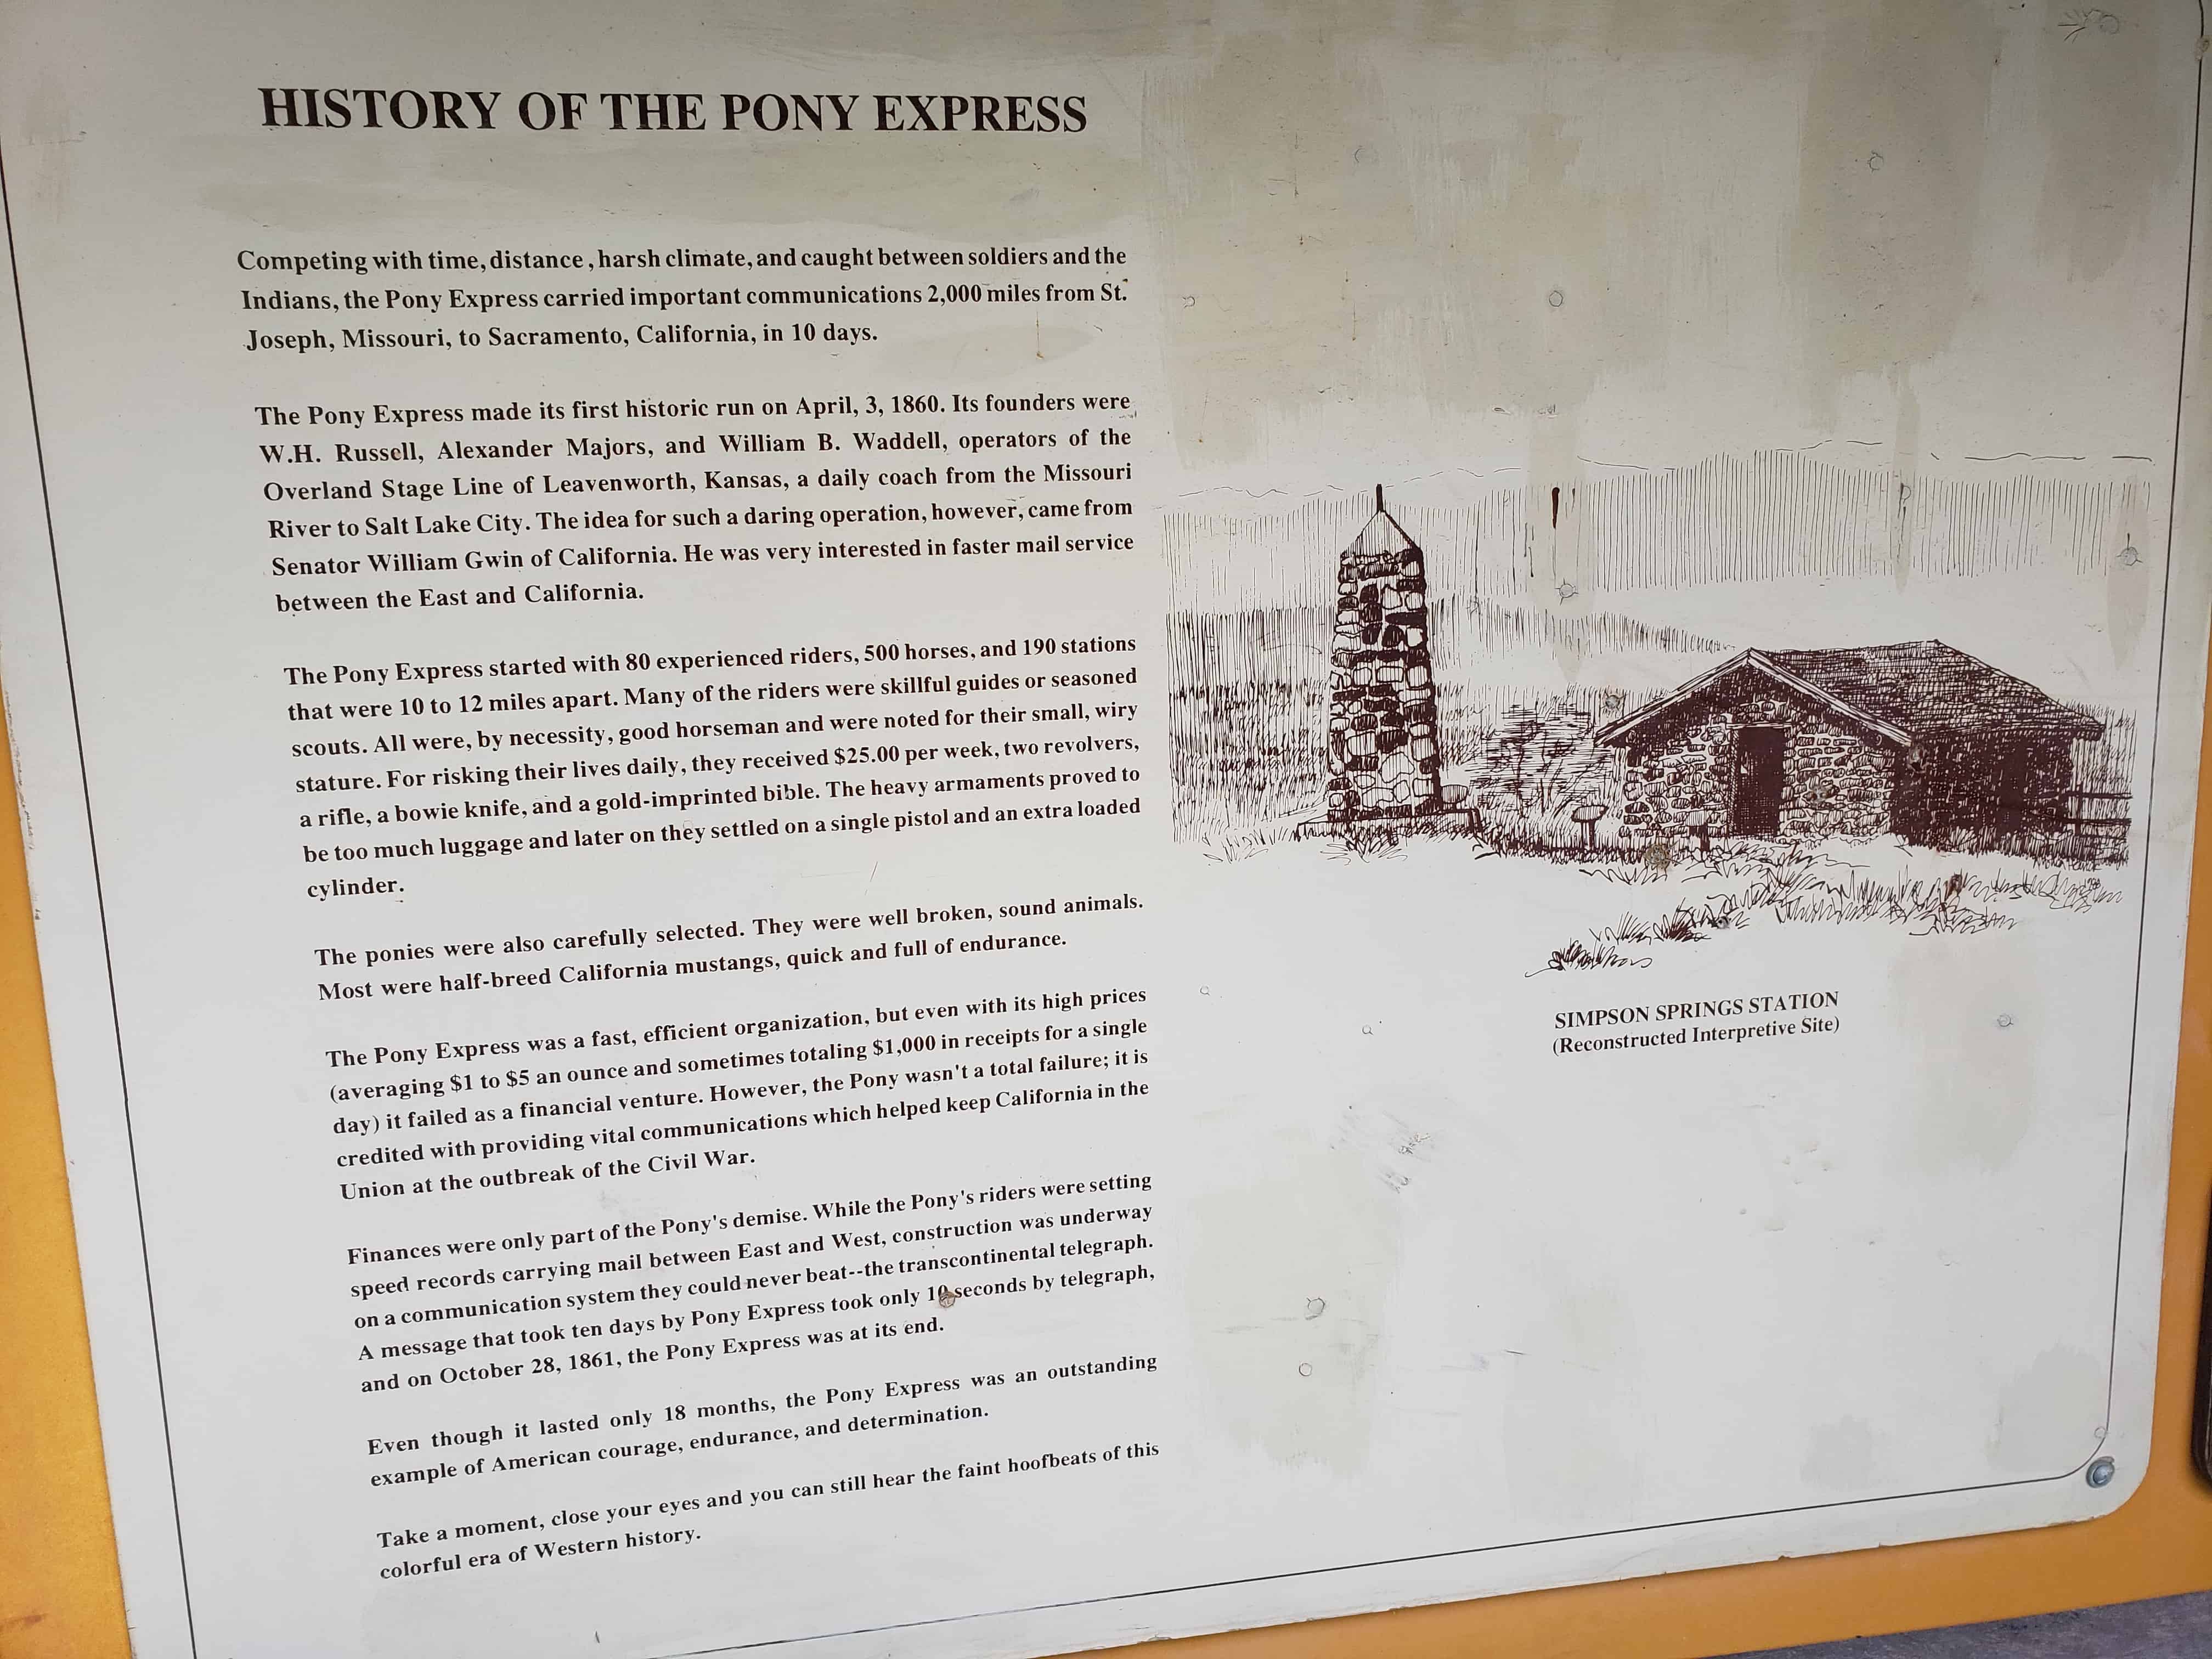 HISTORY OF THE PONY EXPRESS
Competing with time, distance, harsh climate, and caught between soldiers and the
Indians, the Pony Express carried important communications 2,000 miles from St.
Joseph, Missouri, to Sacramento, California, in 10 days.
The Pony Express made its first historic run on April, 3, 1860. Its founders were
W.H. Russell, Alexander Majors, and William B. Waddell, operators of the
Overland Stage Line of Leavenworth, Kansas, a daily coach from the Missouri
River to Salt Lake City. The idea for such a daring operation, however, came from
Senator William Gwin of California. He was very interested in faster mail service
between the East and California.
The Pony Express started with 80 experienced riders, 500 horses, and 190 stations
that were 10 to 12 miles apart. Many of the riders were skillful guides or seasoned
scouts. All were, by necessity, good horseman and were noted for their small, wiry
stature. For risking their lives daily, they received $25.00 per week, two revolvers,
a rifle, a bowie knife, and a gold-imprinted bible. The heavy armaments proved to
be too much luggage and later on they settled on a single pistol and an extra loaded
cylinder.
The ponies were also carefully selected. They were well broken, sound animals.
Most were half-breed California mustangs, quick and full of endurance.
The Pony Express was a fast, efficient organization, but even with its high prices
(averaging $1 to $5 an ounce and sometimes totaling $1,000 in receipts for a single
day) it failed as a financial venture. However, the Pony wasn't a total failure; it is
credited with providing vital communications which helped keep California in the
Union at the outbreak of the Civil War.
Finances were only part of the Pony's demise. While the Pony's riders were setting
speed records carrying mail between East and West, construction was underway
on a communication system they could never beat--the transcontinental telegraph.
A message that took ten days by Pony Express took only 10 seconds by telegraph,
and on October 28, 1861, the Pony Express was at its end.
Even though it lasted only 18 months, the Pony Express was an outstanding
example of American courage, endurance, and determination.
Take a moment, close your eyes and you can still hear the faint hoofbeats of this
colorful era of Western history.
SIMPSON SPRINGS STATION
(Reconstructed Interpretive Site)